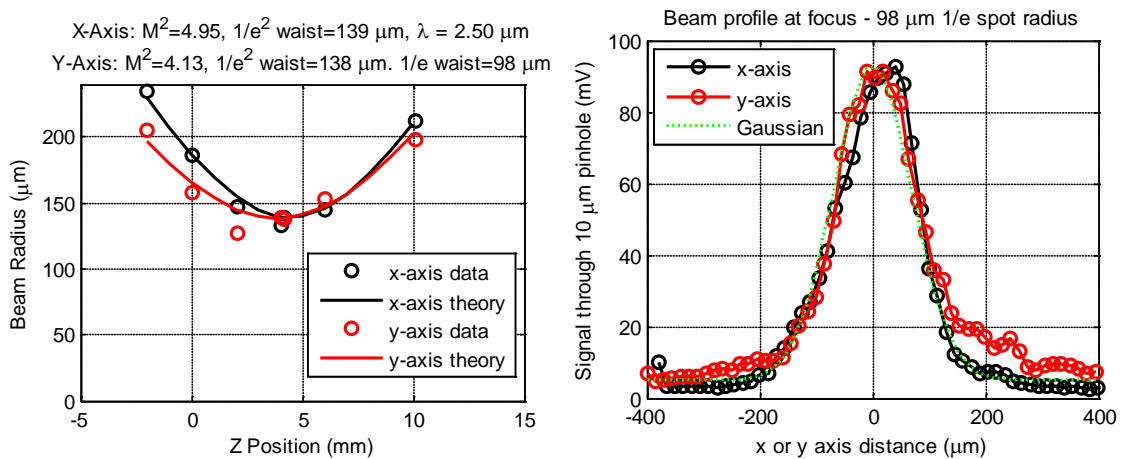 X-Axis: M²=4.95, 1/e² waist=139 μm, λ = 2.50 μm
Y-Axis: M²=4.13, 1/e² waist=138 μm. 1/e waist=98 μm
Beam Radius (μm)
200
150
100
50
0
-5
0
5
10
15
Z Position (mm)
x-axis data
x-axis theory
y-axis data
y-axis theory
Beam profile at focus - 98 μm 1/e spot radius
Signal through 10 μm pinhole (mV)
100
80
60
40
20
0
-400
-200
0
200
400
x or y axis distance (μm)
x-axis
y-axis
Gaussian